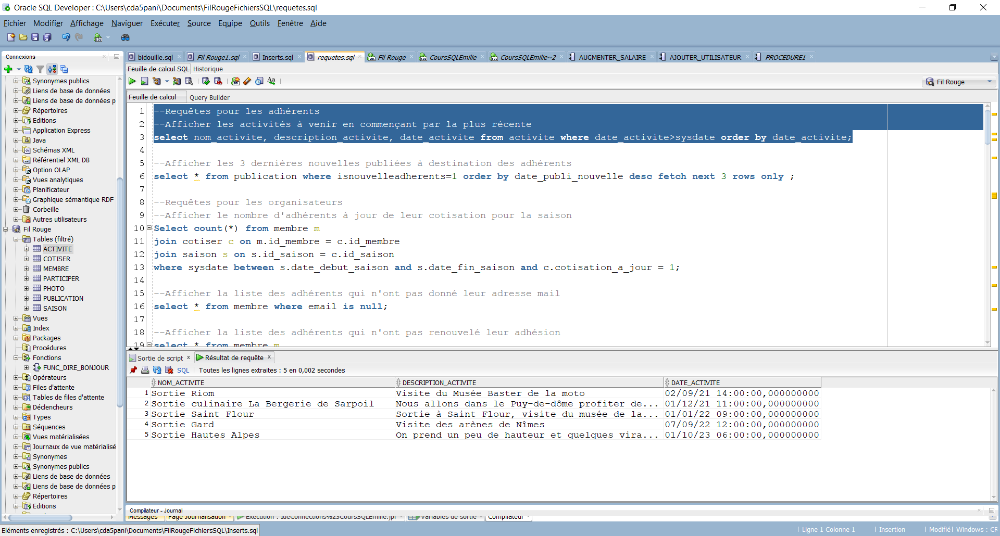 Oracle SQL Developer : C:\Users\cda5pani\Documents\FilRougeFichiersSQL\requetes.sql
Fichier Modifier Affichage Naviguer Exécuter Source Equipe Outils Fenêtre Aide
Connexions
Synonymes publics
Liens de base de données
Liens de base de données p
Répertoires
Editions
Application Express
Java
Schémas XML
Référentiel XML DB
Option OLAP
Vues analytiques
Planificateur
Graphique sémantique RDF
Corbeille
Autres utilisateurs
Fil Rouge
Tables (filtré)
ACTIVITE
COTISER
MEMBRE
PARTICIPER
PHOTO
PUBLICATION
SAISON
Vues
Index
Packages
Procédures
Fonctions
FUNC_DIRE_BONJOUR
Opérateurs
Files d'attente
Tables de files d'attente
Déclencheurs
Types
Séquences
Vues matérialisées
Journaux de vue matérialisé
Synonymes
Synonymes publics
Liens de base de données
Liens de base de données p
Répertoires
Editions
bidouille.sql Fil Rouge1.sql Inserts.sql requetes.sql Fil Rouge CoursSQLEmilie CoursSQLEmilie~2 AUGMENTER_SALAIRE AJOUTER_UTILISATEUR PROCEDURE1
Feuille de calcul SQL Historique
Fil Rouge
Feuille de calcul Query Builder
1 --Requêtes pour les adhérents
2 --Afficher les activités à venir en commençant par la plus récente
3 select nom_activite, description_activite, date_activite from activite where date_activite>sysdate order by date_activite;
4
5 --Afficher les 3 dernières nouvelles publiées à destination des adhérents
6 select * from publication where isnouvelleadherents=1 order by date_publi_nouvelle desc fetch next 3 rows only ;
7
8 --Requêtes pour les organisateurs
9 --Afficher le nombre d'adhérents à jour de leur cotisation pour la saison
10 Select count(*) from membre m
11 join cotiser c on m.id_membre = c.id_membre
12 join saison s on s.id_saison = c.id_saison
13 where sysdate between s.date_debut_saison and s.date_fin_saison and c.cotisation_a_jour = 1;
14
15 --Afficher la liste des adhérents qui n'ont pas donné leur adresse mail
16 select * from membre where email is null;
17
18 --Afficher la liste des adhérents qui n'ont pas renouvelé leur adhésion
19 select * from membre m
Sortie de script x Résultat de requête x
SQL Toutes les lignes extraites : 5 en 0,002 secondes
NOM_ACTIVITE DESCRIPTION_ACTIVITE DATE_ACTIVITE
1 Sortie Riom Visite du Musée Baster de la moto 02/09/21 14:00:00,000000000
2 Sortie culinaire La Bergerie de Sarpoil Nous allons dans le Puy-de-dôme profiter de... 01/12/21 11:00:00,000000000
3 Sortie Saint Flour Sortie à Saint Flour, visite du musée de la... 01/01/22 09:00:00,000000000
4 Sortie Gard Visite des arènes de Nîmes 07/09/22 12:00:00,000000000
5 Sortie Hautes Alpes On prend un peu de hauteur et quelques vira... 01/10/23 06:00:00,000000000
Compilateur - Journal
Messages Page Journalisation Exécution : IdeConnections%23CoursSQLEmilie.jpr Variables de sortie Compilateur
Eléments enregistrés : C:\Users\cda5pani\Documents\FilRougeFichiersSQL\Inserts.sql
Ligne 1 Colonne 1 Insertion Modifié Windows : CR